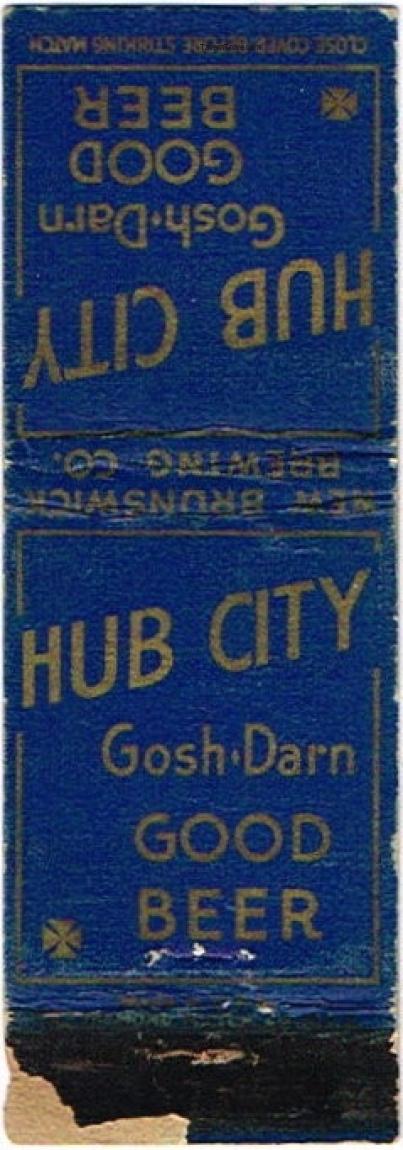 CLOSE COVER BEFORE STRIKING MATCH
HUB CITY
Gosh·Darn
GOOD
BEER
NEW BRUNSWICK
BREWING CO.
HUB CITY
Gosh·Darn
GOOD
BEER